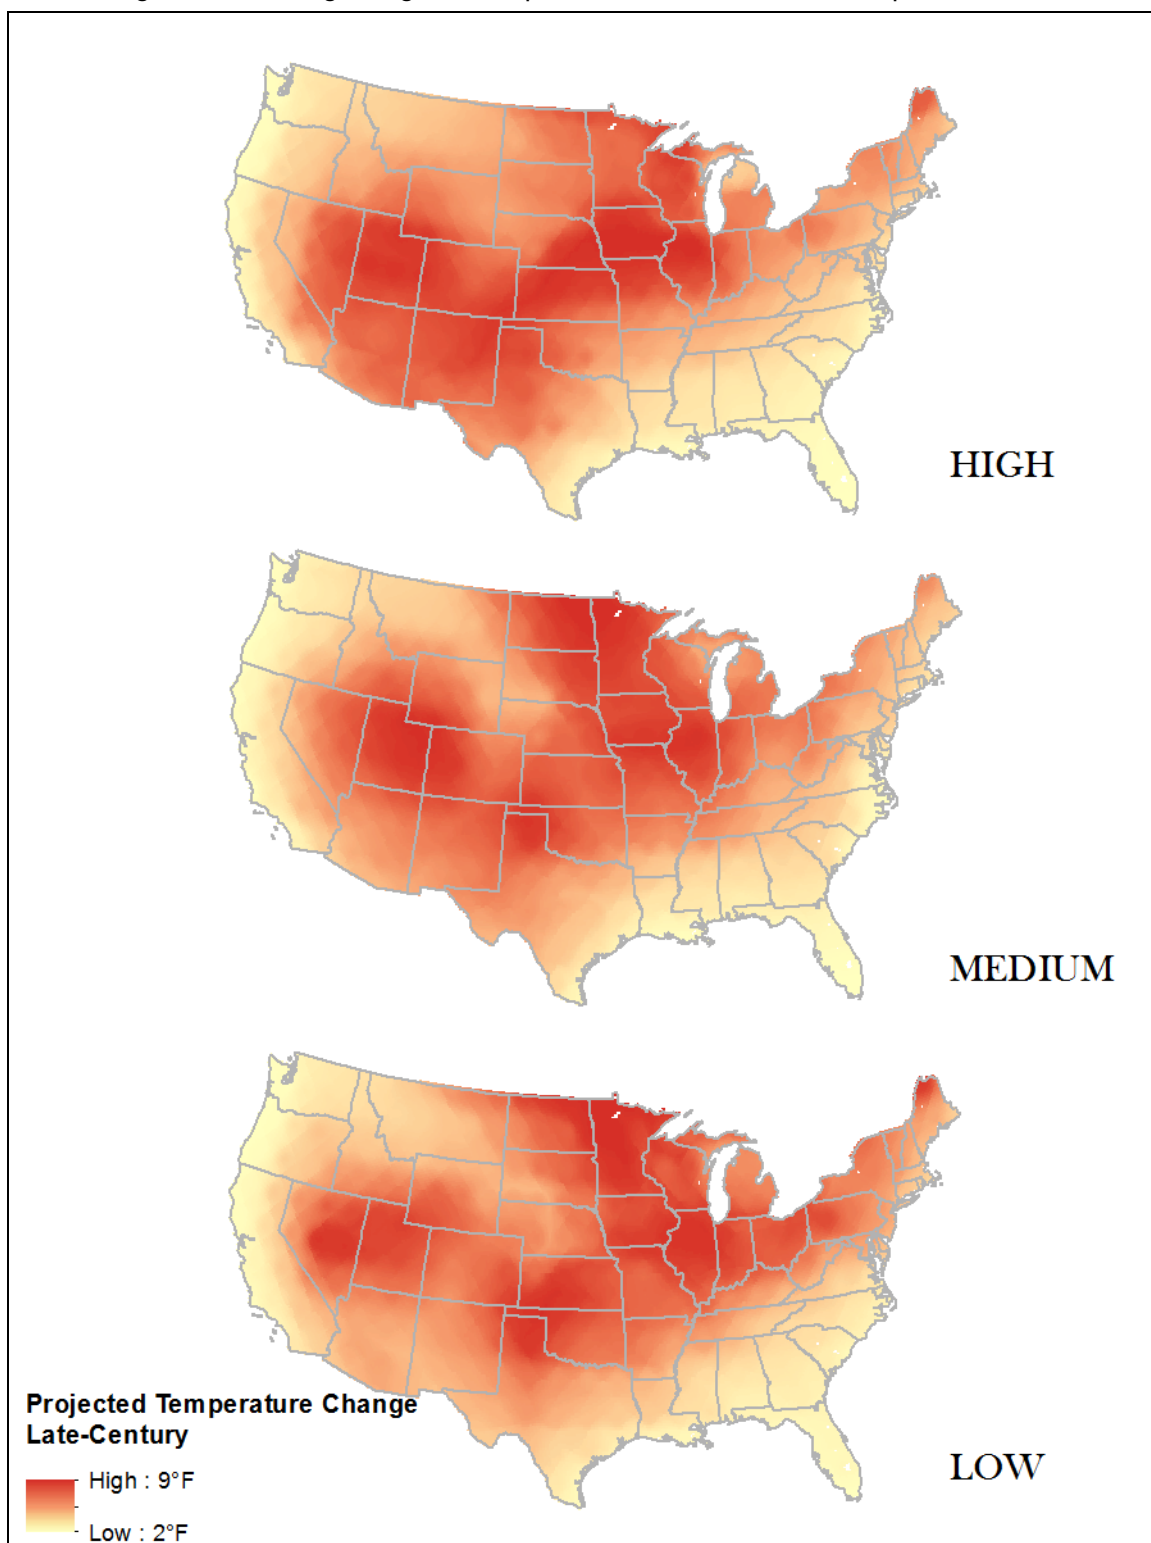 HIGH
MEDIUM
LOW
Projected Temperature Change
Late-Century
High : 9°F
Low : 2°F